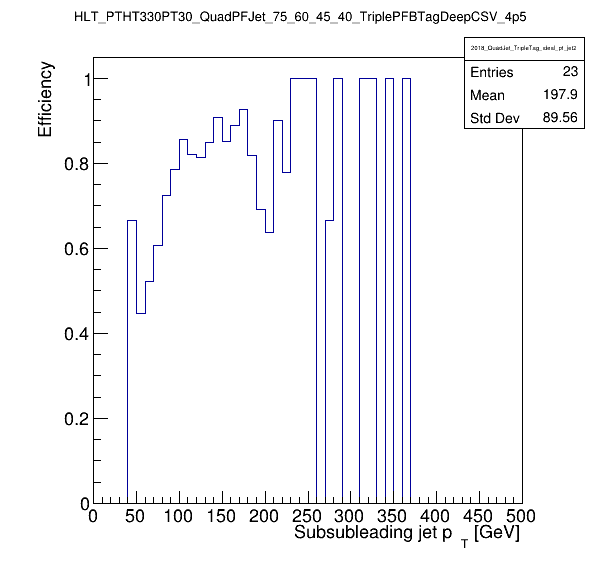 HLT_PTHT330PT30_QuadPFJet_75_60_45_40_TriplePFBTagDeepCSV_4p5
2018_QuadJet_TripleTag_ideal_pt_jet2
Entries 23
Mean 197.9
Std Dev 89.56
Efficiency
1
0.8
0.6
0.4
0.2
0
0 50 100 150 200 250 300 350 400 450 500
Subsubleading jet p T [GeV]